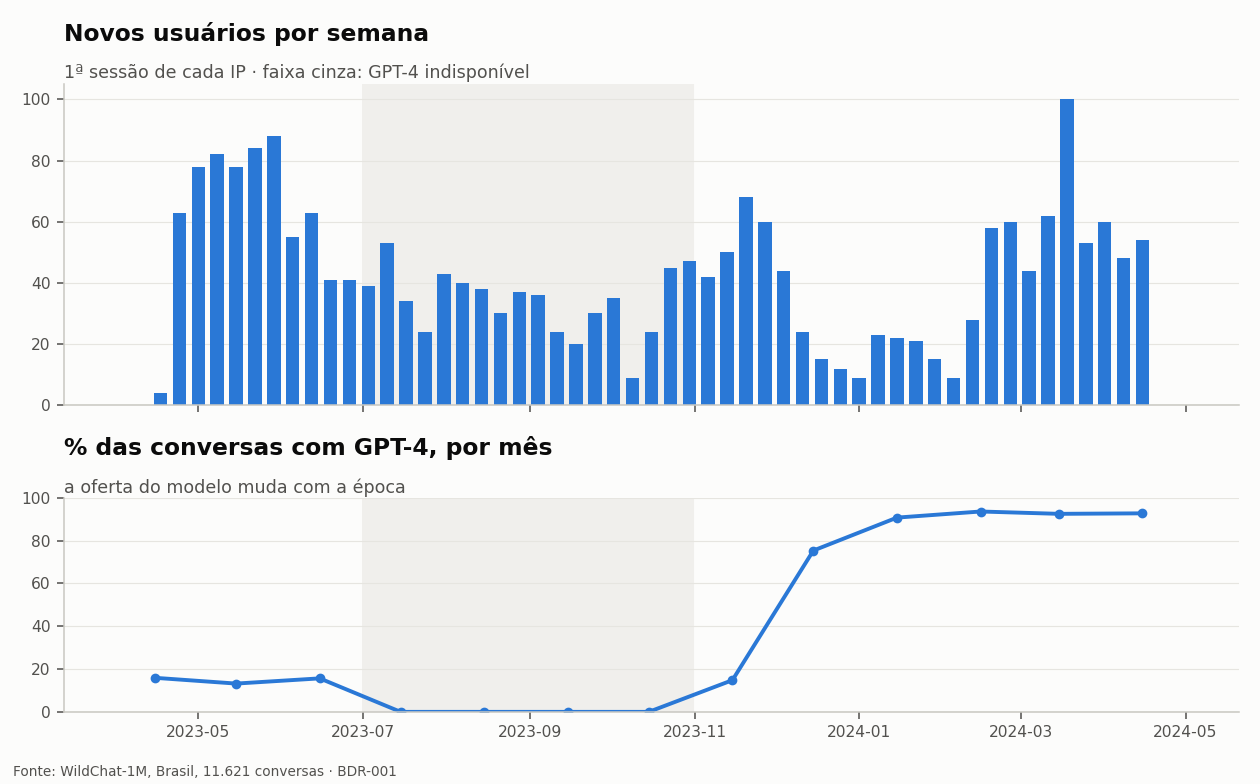 Novos usuários por semana
1ª sessão de cada IP · faixa cinza: GPT-4 indisponível
100
80
60
40
20
0
% das conversas com GPT-4, por mês
a oferta do modelo muda com a época
100
80
60
40
20
0
2023-05 2023-07 2023-09 2023-11 2024-01 2024-03 2024-05
Fonte: WildChat-1M, Brasil, 11.621 conversas · BDR-001